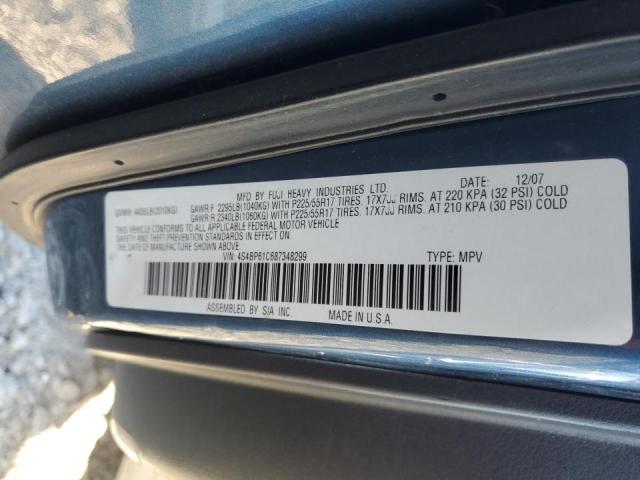 MFD. BY FUJI HEAVY INDUSTRIES LTD. DATE: 12/07
GVWR: 4435LB(2010KG) GAWR:F 2295LB(1040KG) WITH P225/55R17 TIRES. 17X7JJ RIMS. AT 220 KPA (32 PSI) COLD
GAWR:R 2340LB(1060KG) WITH P225/55R17 TIRES. 17X7JJ RIMS. AT 210 KPA (30 PSI) COLD
THIS VEHICLE CONFORMS TO ALL APPLICABLE FEDERAL MOTOR VEHICLE
SAFETY AND THEFT PREVENTION STANDARDS IN EFFECT
ON THE DATE OF MANUFACTURE SHOWN ABOVE.
VIN: 4S4BP61C687348299 TYPE: MPV
ASSEMBLED BY SIA INC. MADE IN U.S.A.